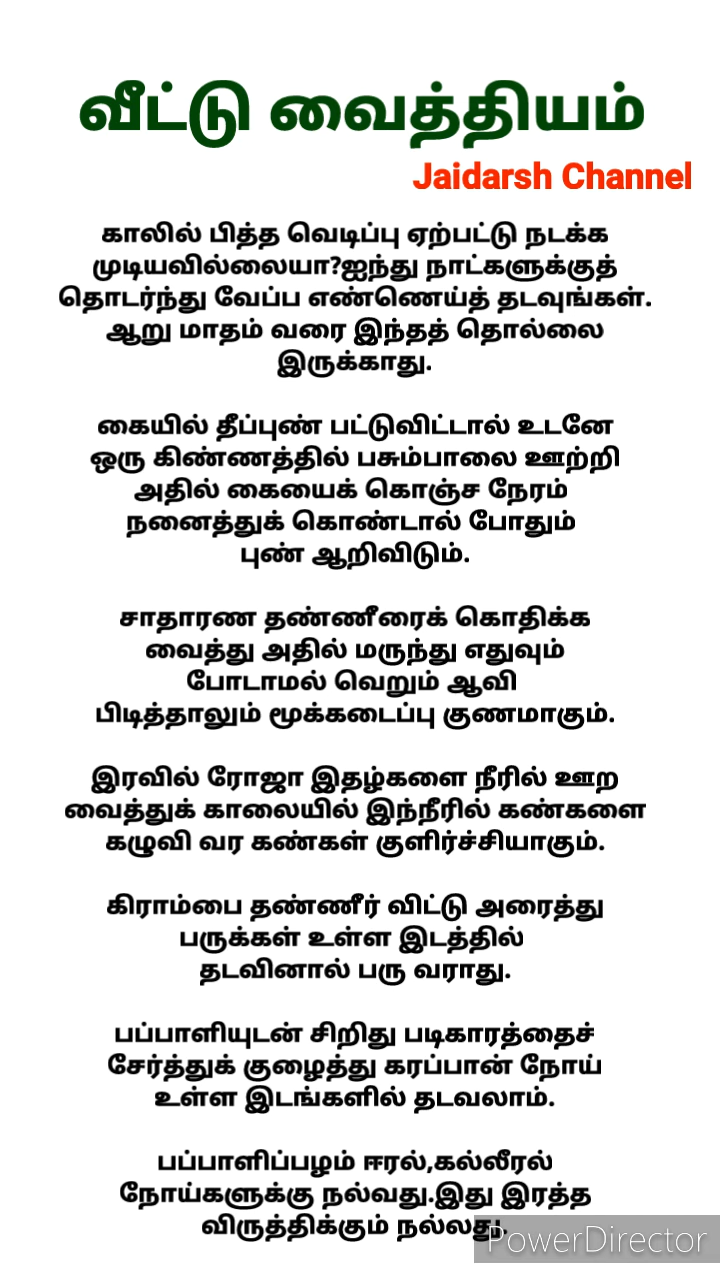 வீட்டு வைத்தியம்
Jaidarsh Channel
காலில் பித்த வெடிப்பு ஏற்பட்டு நடக்க
முடியவில்லையா?ஐந்து நாட்களுக்குத்
தொடர்ந்து வேப்ப எண்ணெய்த் தடவுங்கள்.
ஆறு மாதம் வரை இந்தத் தொல்லை
இருக்காது.
கையில் தீப்புண் பட்டுவிட்டால் உடனே
ஒரு கிண்ணத்தில் பசும்பாலை ஊற்றி
அதில் கையைக் கொஞ்ச நேரம்
நனைத்துக் கொண்டால் போதும்
புண் ஆறிவிடும்.
சாதாரண தண்ணீரைக் கொதிக்க
வைத்து அதில் மருந்து எதுவும்
போடாமல் வெறும் ஆவி
பிடித்தாலும் மூக்கடைப்பு குணமாகும்.
இரவில் ரோஜா இதழ்களை நீரில் ஊற
வைத்துக் காலையில் இந்நீரில் கண்களை
கழுவி வர கண்கள் குளிர்ச்சியாகும்.
கிராம்பை தண்ணீர் விட்டு அரைத்து
பருக்கள் உள்ள இடத்தில்
தடவினால் பரு வராது.
பப்பாளியுடன் சிறிது படிகாரத்தைச்
சேர்த்துக் குழைத்து கரப்பான் நோய்
உள்ள இடங்களில் தடவலாம்.
பப்பாளிப்பழம் ஈரல்,கல்லீரல்
நோய்களுக்கு நல்வது.இது இரத்த
விருத்திக்கும் நல்லது.
PowerDirector